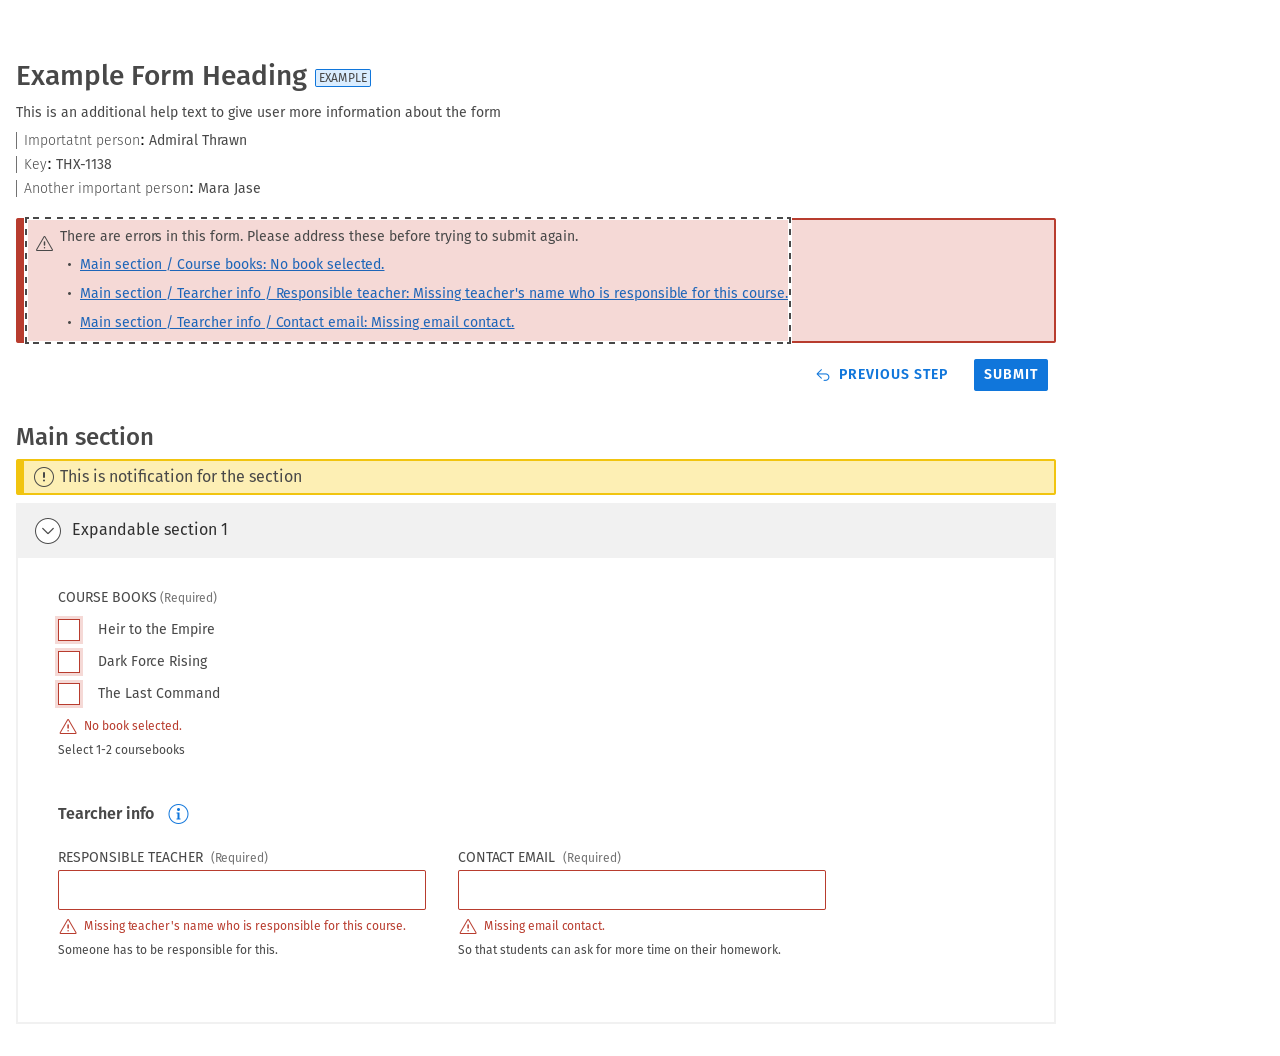 Example Form Heading EXAMPLE
This is an additional help text to give user more information about the form
Importatnt person: Admiral Thrawn
Key: THX-1138
Another important person: Mara Jase
There are errors in this form. Please address these before trying to submit again.
• Main section / Course books: No book selected.
• Main section / Tearcher info / Responsible teacher: Missing teacher's name who is responsible for this course.
• Main section / Tearcher info / Contact email: Missing email contact.
PREVIOUS STEP SUBMIT
Main section
This is notification for the section
Expandable section 1
COURSE BOOKS (Required)
Heir to the Empire
Dark Force Rising
The Last Command
No book selected.
Select 1-2 coursebooks
Tearcher info
RESPONSIBLE TEACHER (Required) CONTACT EMAIL (Required)
Missing teacher's name who is responsible for this course. Missing email contact.
Someone has to be responsible for this. So that students can ask for more time on their homework.